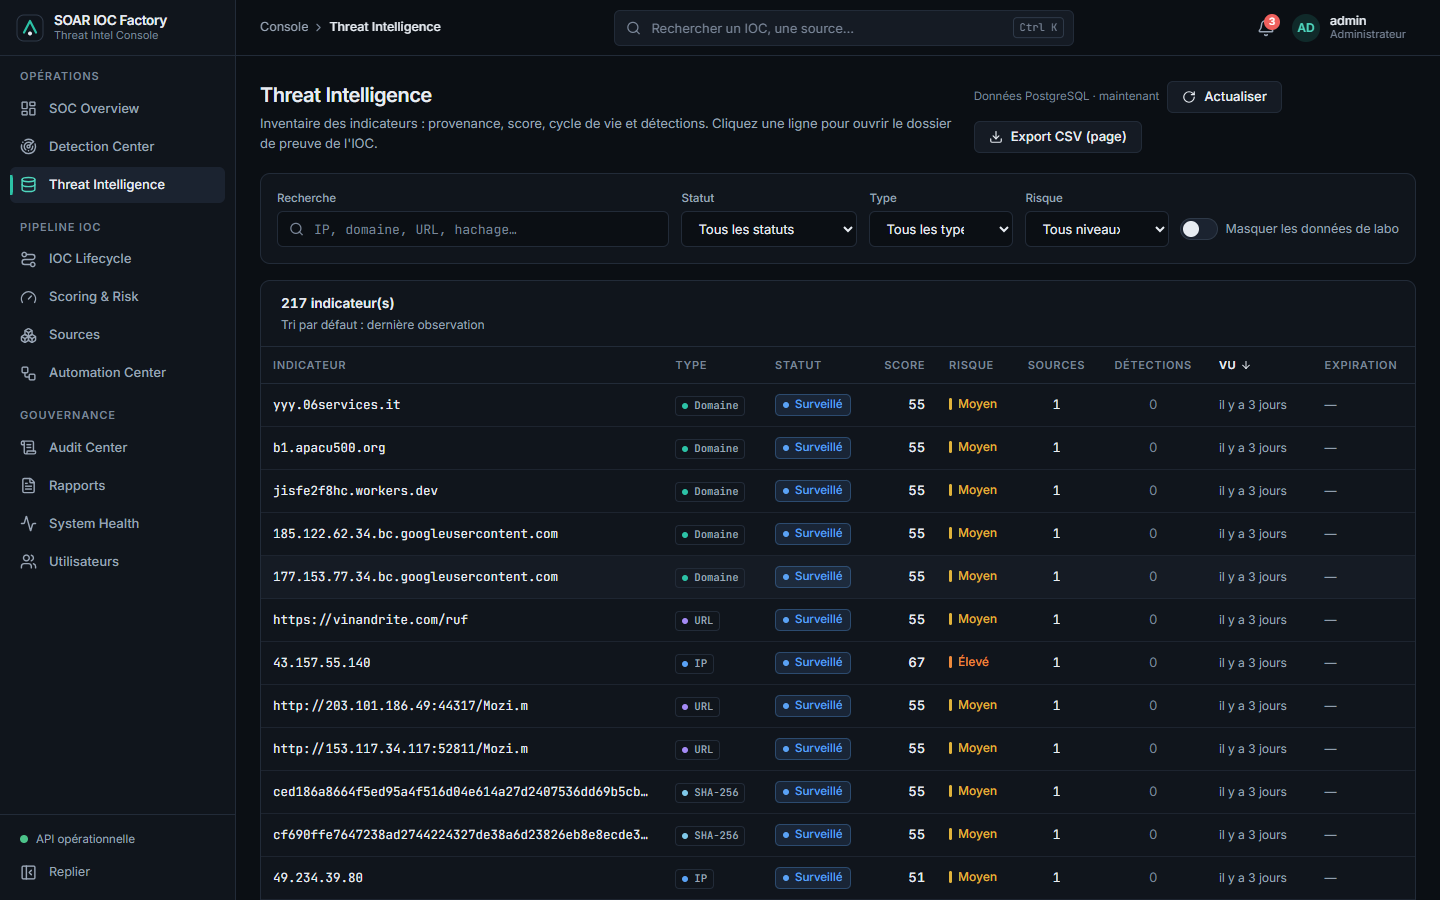 SOAR IOC Factory
Threat Intel Console
OPÉRATIONS
SOC Overview
Detection Center
Threat Intelligence
PIPELINE IOC
IOC Lifecycle
Scoring & Risk
Sources
Automation Center
GOUVERNANCE
Audit Center
Rapports
System Health
Utilisateurs
API opérationnelle
Replier
Console > Threat Intelligence
Rechercher un IOC, une source... Ctrl K
3
AD
admin
Administrateur
Threat Intelligence
Inventaire des indicateurs : provenance, score, cycle de vie et détections. Cliquez une ligne pour ouvrir le dossier
de preuve de l'IOC.
Données PostgreSQL · maintenant
Actualiser
Export CSV (page)
Recherche Statut Type Risque
IP, domaine, URL, hachage… Tous les statuts Tous les type Tous niveaux Masquer les données de labo
217 indicateur(s)
Tri par défaut : dernière observation
INDICATEUR TYPE STATUT SCORE RISQUE SOURCES DÉTECTIONS VU ↓ EXPIRATION
yyy.06services.it Domaine Surveillé 55 Moyen 1 0 il y a 3 jours —
b1.apacu500.org Domaine Surveillé 55 Moyen 1 0 il y a 3 jours —
jisfe2f8hc.workers.dev Domaine Surveillé 55 Moyen 1 0 il y a 3 jours —
185.122.62.34.bc.googleusercontent.com Domaine Surveillé 55 Moyen 1 0 il y a 3 jours —
177.153.77.34.bc.googleusercontent.com Domaine Surveillé 55 Moyen 1 0 il y a 3 jours —
https://vinandrite.com/ruf URL Surveillé 55 Moyen 1 0 il y a 3 jours —
43.157.55.140 IP Surveillé 67 Élevé 1 0 il y a 3 jours —
http://203.101.186.49:44317/Mozi.m URL Surveillé 55 Moyen 1 0 il y a 3 jours —
http://153.117.34.117:52811/Mozi.m URL Surveillé 55 Moyen 1 0 il y a 3 jours —
ced186a8664f5ed95a4f516d04e614a27d2407536dd69b5cb… SHA-256 Surveillé 55 Moyen 1 0 il y a 3 jours —
cf690ffe7647238ad2744224327de38a6d23826eb8e8ecde3… SHA-256 Surveillé 55 Moyen 1 0 il y a 3 jours —
49.234.39.80 IP Surveillé 51 Moyen 1 0 il y a 3 jours —